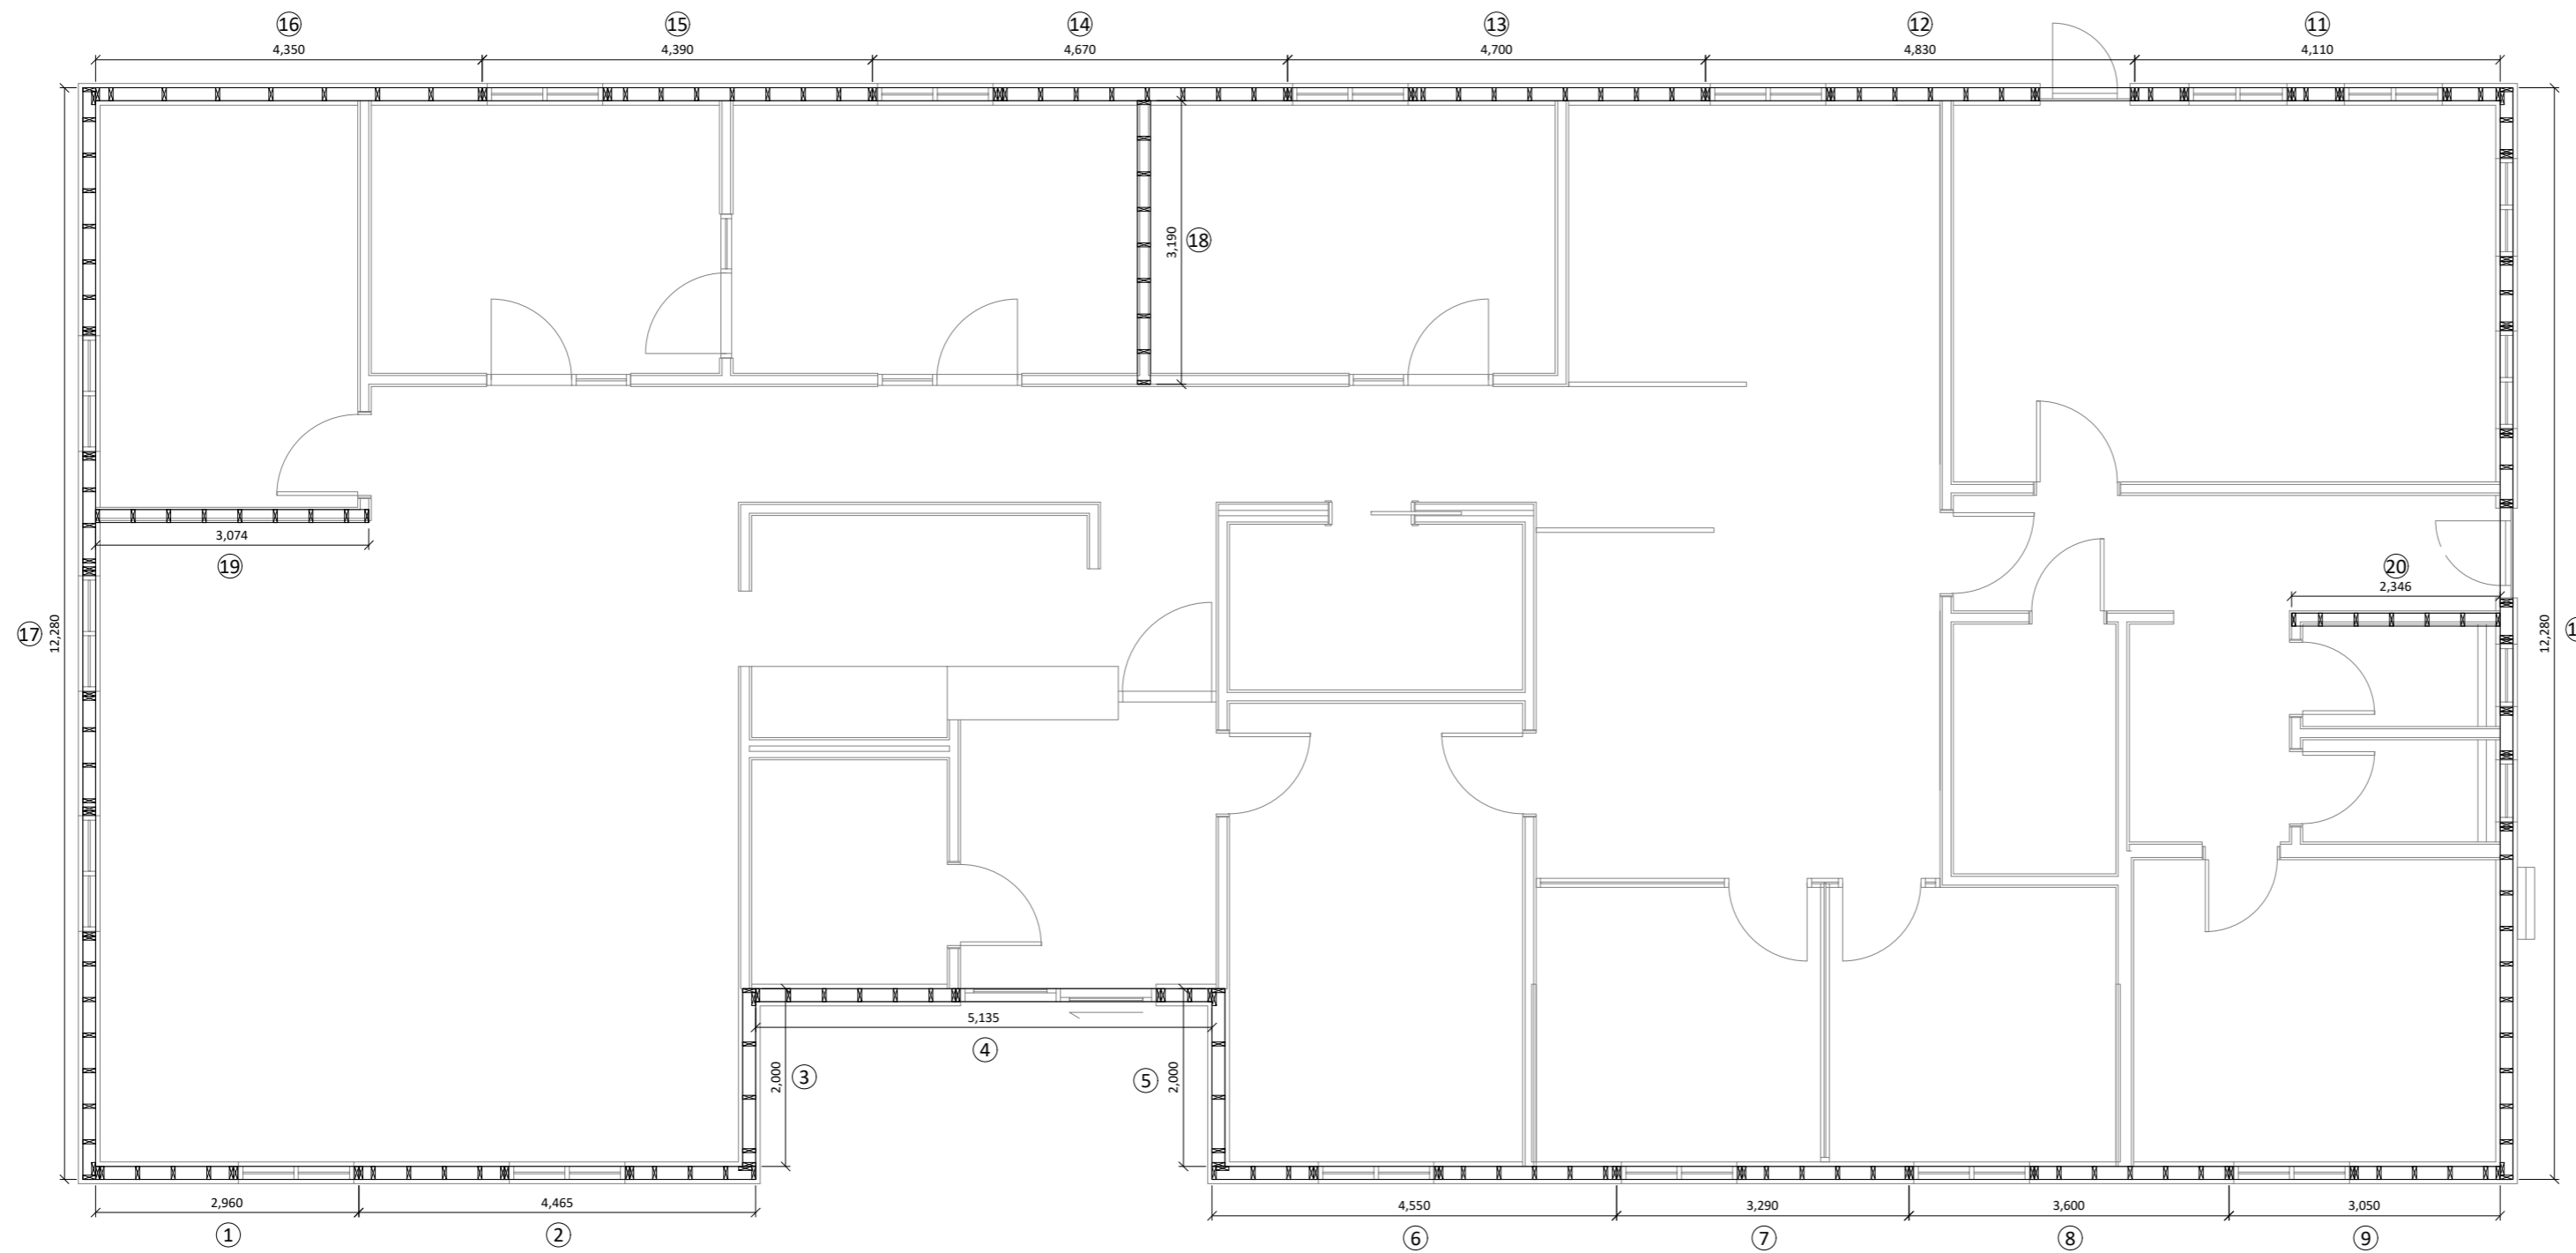 ⑯ ⑮ ⑭ ⑬ ⑫ ⑪
4,350 4,390 4,670 4,700 4,830 4,110
3,190 ⑱
3,074
⑲
⑳
2,346
⑰ 12,280
12,280
5,135
④
2,000 ③
⑤ 2,000
2,960 4,465 4,550 3,290 3,600 3,050
① ② ⑥ ⑦ ⑧ ⑨